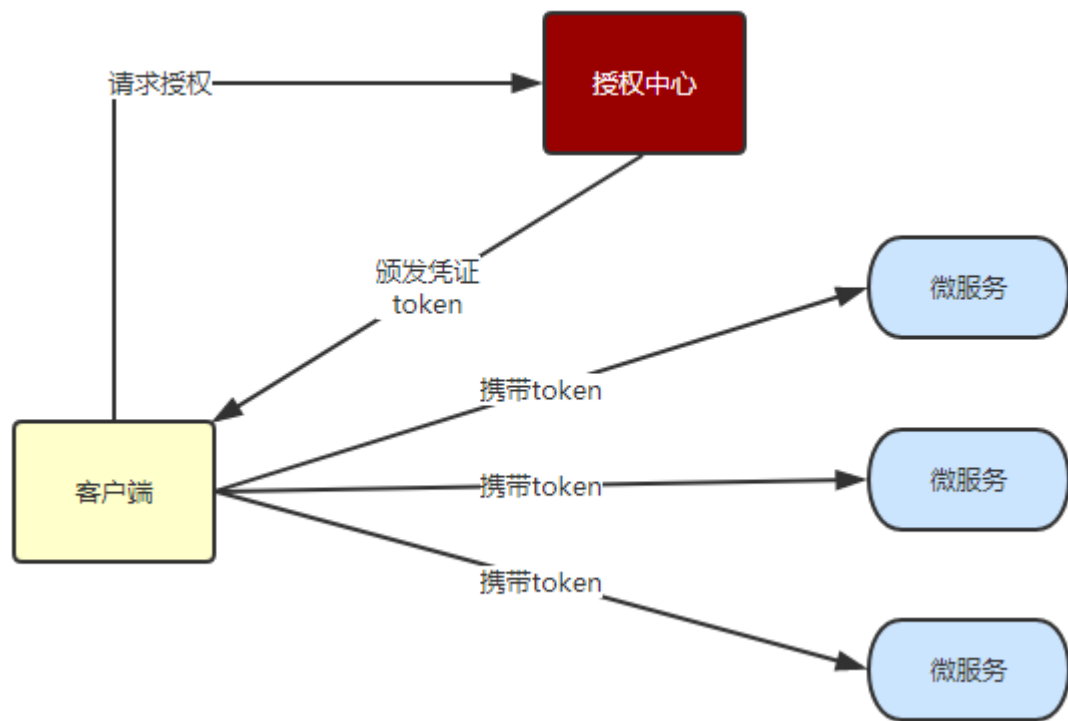 请求授权
授权中心
颁发凭证
token
微服务
携带token
客户端
携带token
微服务
携带token
微服务